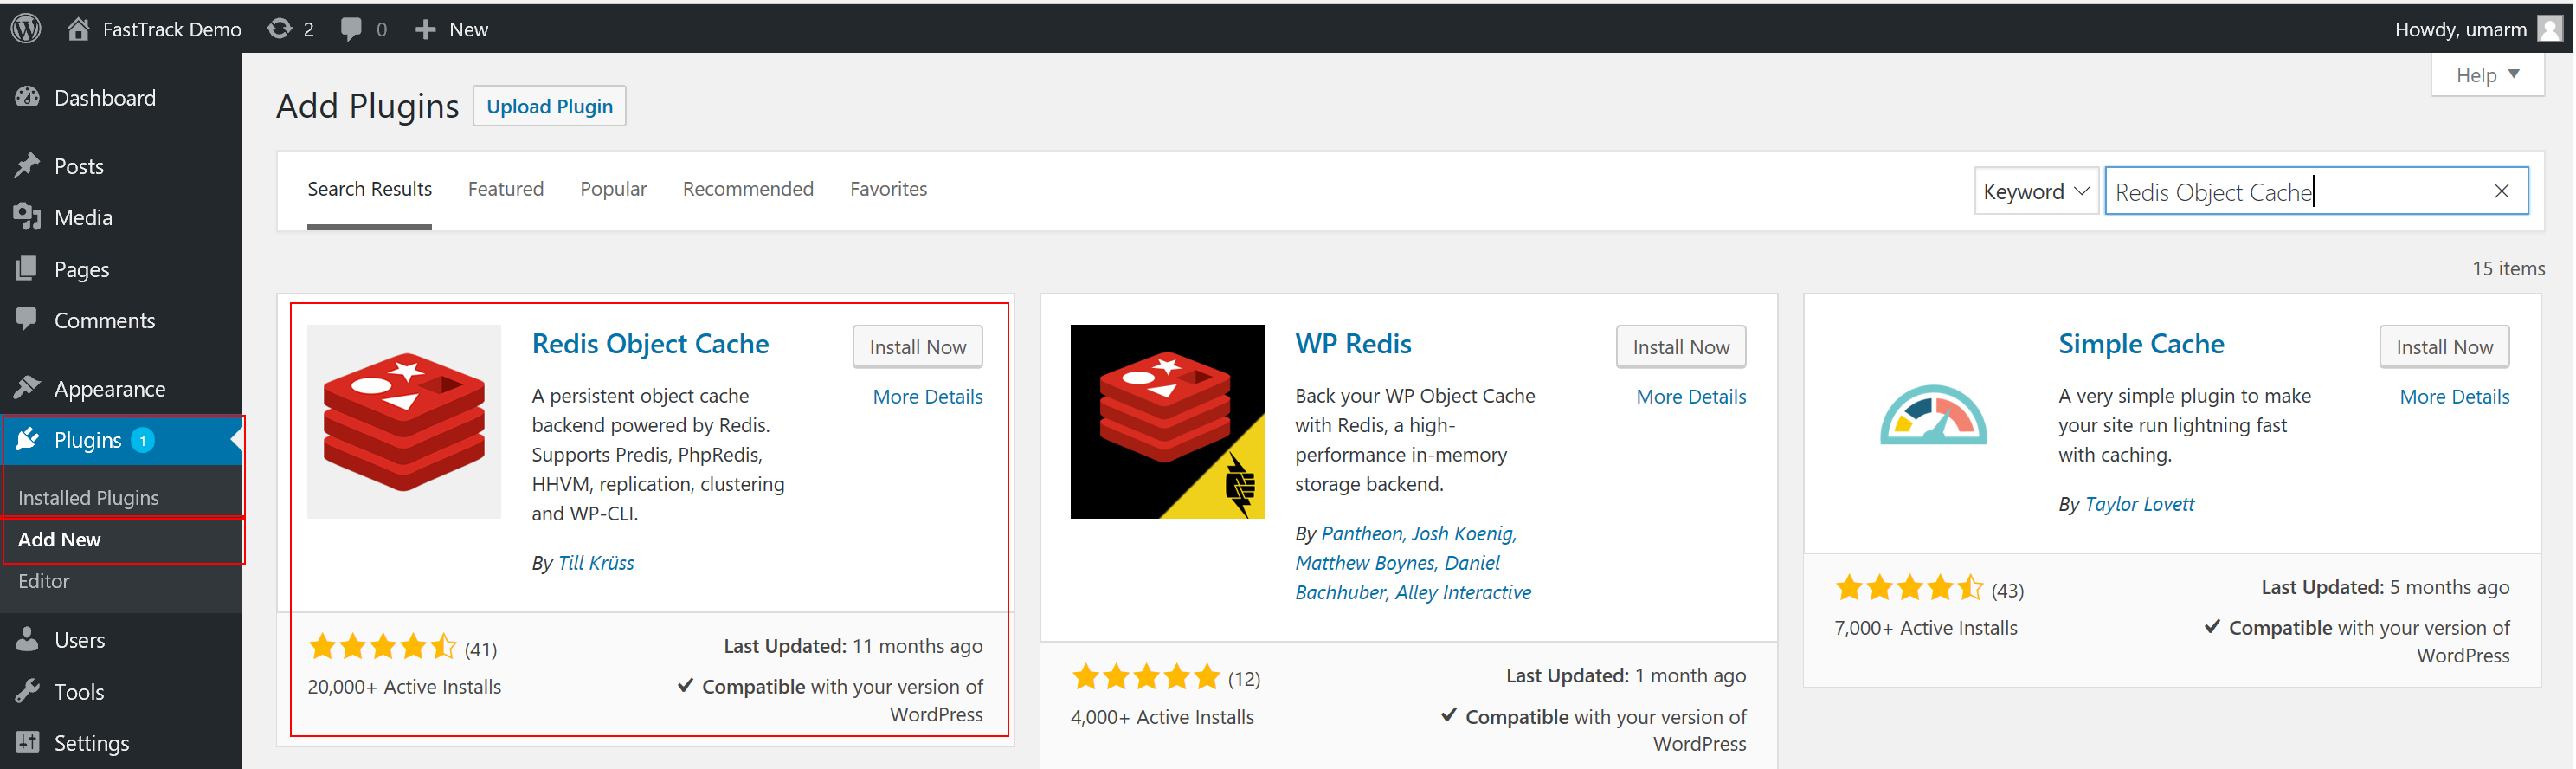 FastTrack Demo 2 0 New Howdy, umarm
Help
Dashboard
Posts
Media
Pages
Comments
Appearance
Plugins 1
Installed Plugins
Add New
Editor
Users
Tools
Settings
Add Plugins Upload Plugin
Search Results Featured Popular Recommended Favorites Keyword Redis Object Cache
15 items
Redis Object Cache
Install Now
More Details
A persistent object cache
backend powered by Redis.
Supports Predis, PhpRedis,
HHVM, replication, clustering
and WP-CLI.
By Till Krüss
(41)
Last Updated: 11 months ago
20,000+ Active Installs
Compatible with your version of
WordPress
WP Redis
Install Now
More Details
Back your WP Object Cache
with Redis, a high-
performance in-memory
storage backend.
By Pantheon, Josh Koenig,
Matthew Boynes, Daniel
Bachhuber, Alley Interactive
(12)
Last Updated: 1 month ago
4,000+ Active Installs
Compatible with your version of
WordPress
Simple Cache
Install Now
More Details
A very simple plugin to make
your site run lightning fast
with caching.
By Taylor Lovett
(43)
Last Updated: 5 months ago
7,000+ Active Installs
Compatible with your version of
WordPress